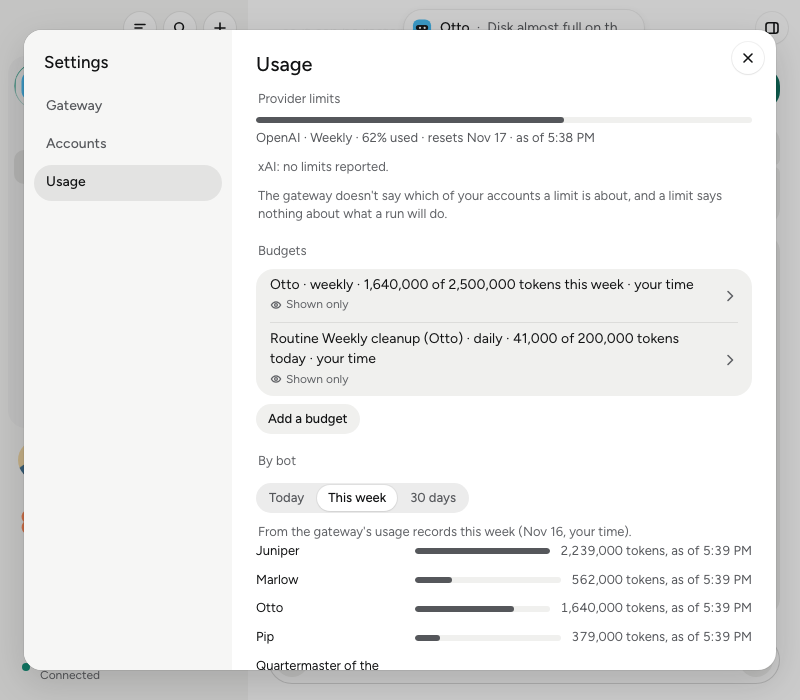 Otto · Disk almost full on th
Settings
Gateway
Accounts
Usage
Usage
Provider limits
OpenAI · Weekly · 62% used · resets Nov 17 · as of 5:38 PM
xAI: no limits reported.
The gateway doesn't say which of your accounts a limit is about, and a limit says
nothing about what a run will do.
Budgets
Otto · weekly · 1,640,000 of 2,500,000 tokens this week · your time
Shown only
Routine Weekly cleanup (Otto) · daily · 41,000 of 200,000 tokens
today · your time
Shown only
Add a budget
By bot
Today This week 30 days
From the gateway's usage records this week (Nov 16, your time).
Juniper 2,239,000 tokens, as of 5:39 PM
Marlow 562,000 tokens, as of 5:39 PM
Otto 1,640,000 tokens, as of 5:39 PM
Pip 379,000 tokens, as of 5:39 PM
Quartermaster of the
Connected